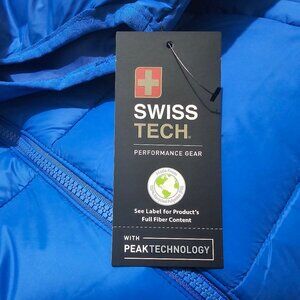 SWISS
TECH
PERFORMANCE GEAR
See Label for Product's
Full Fiber Content
WITH
PEAKTECHNOLOGY